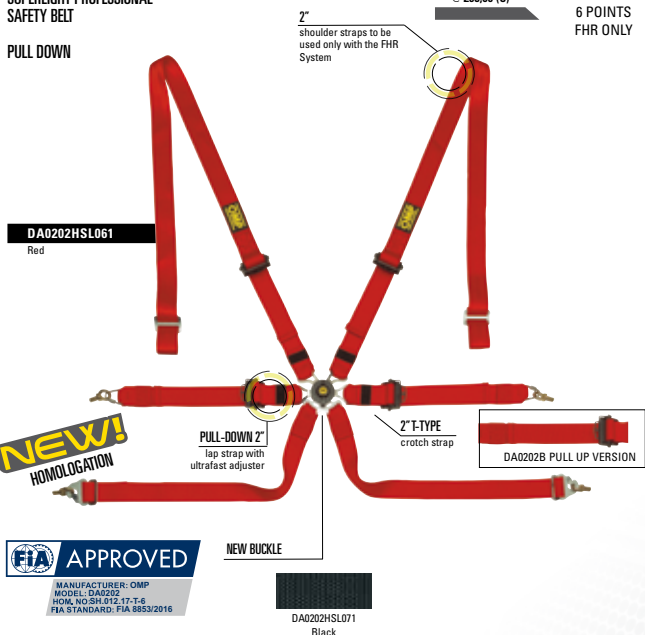 SAFETY BELT
PULL DOWN
2"
shoulder straps to be
used only with the FHR
System
6 POINTS
FHR ONLY
DA0202HSL061
Red
PULL-DOWN 2"
lap strap with
ultrafast adjuster
2" T-TYPE
crotch strap
DA0202B PULL UP VERSION
NEW!
HOMOLOGATION
NEW BUCKLE
FiA APPROVED
MANUFACTURER: OMP
MODEL: DA0202
HOM. NO:SH.012.17-T-6
FIA STANDARD: FIA 8853/2016
DA0202HSL071
Black